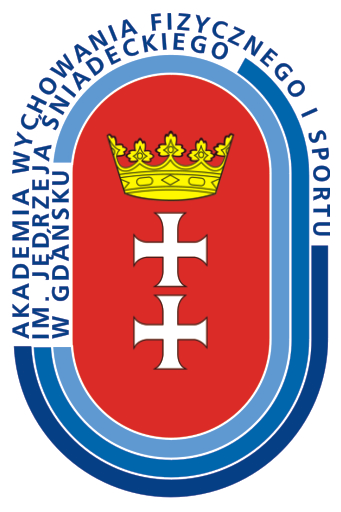 AKADEMIA WYCHOWANIA FIZYCZNEGO I SPORTU
IM. JĘDRZEJA ŚNIADECKIEGO
W GDAŃSKU